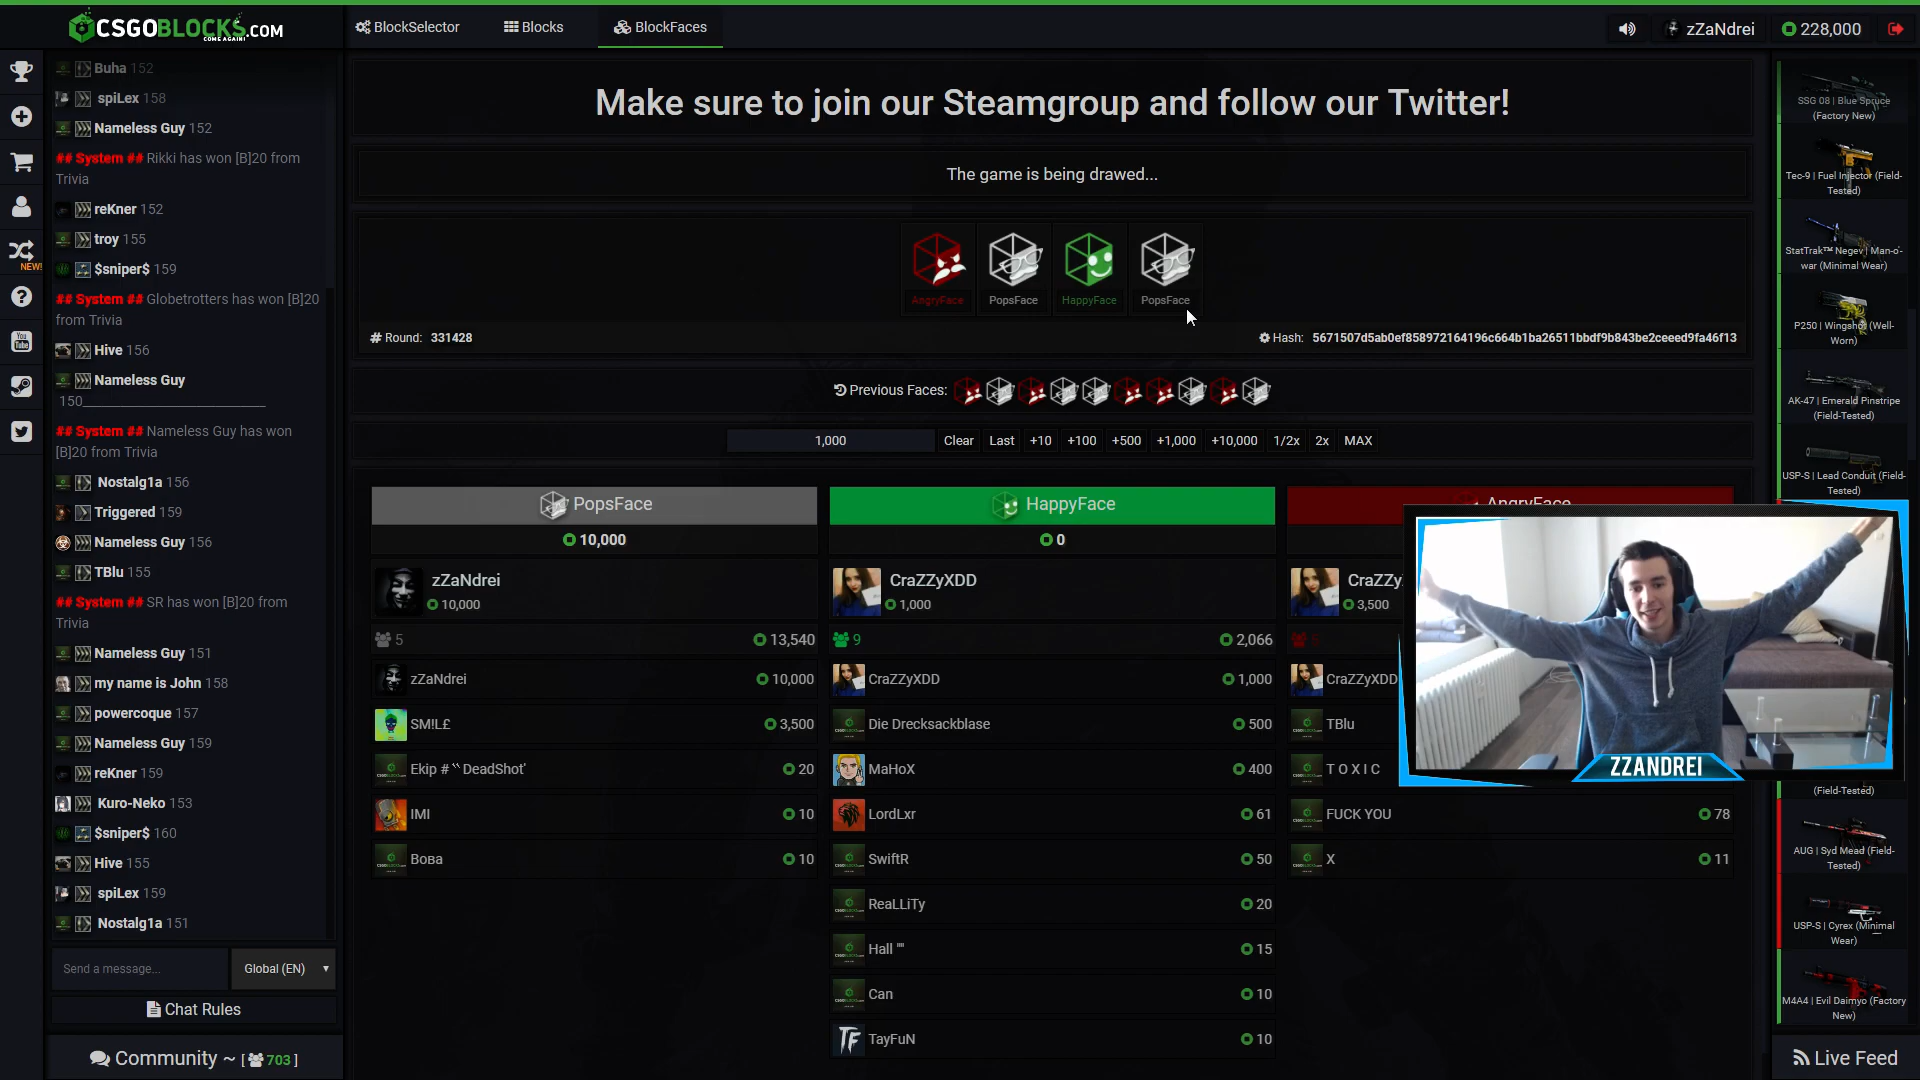 CSGOBLOCKS.COM
COME AGAIN!
BlockSelector
Blocks
BlockFaces
zZaNdrei
228,000
Buha 152
spiLex 158
Nameless Guy 152
## System ## Rikki has won [B]20 from
Trivia
reKner 152
troy 155
$sniper$ 159
## System ## Globetrotters has won [B]20
from Trivia
Hive 156
Nameless Guy
150____________________________
## System ## Nameless Guy has won
[B]20 from Trivia
Nostalg1a 156
Triggered 159
Nameless Guy 156
TBlu 155
## System ## SR has won [B]20 from
Trivia
Nameless Guy 151
my name is John 158
powercoque 157
Nameless Guy 159
reKner 159
Kuro-Neko 153
$sniper$ 160
Hive 155
spiLex 159
Nostalg1a 151
Send a message...
Global (EN)
Chat Rules
Community ~ [ 703 ]
NEW!
You
Tube
Make sure to join our Steamgroup and follow our Twitter!
The game is being drawed...
AngryFace PopsFace HappyFace PopsFace
# Round: 331428
Hash: 5671507d5ab0ef858972164196c664b1ba26511bbdf9b843be2ceeed9fa46f13
Previous Faces:
1,000 Clear Last +10 +100 +500 +1,000 +10,000 1/2x 2x MAX
PopsFace
10,000
zZaNdrei
10,000
5 13,540
zZaNdrei 10,000
SM!L£ 3,500
Ekip # `` DeadShot' 20
IMI 10
Вова 10
HappyFace
0
CraZZyXDD
1,000
9 2,066
CraZZyXDD 1,000
Die Drecksackblase 500
MaHoX 400
LordLxr 61
SwiftR 50
ReaLLiTy 20
Hall "" 15
Can 10
TayFuN 10
AngryFace
CraZZy
3,500
CraZZyXDD
TBlu
T O X I C
FUCK YOU 78
X 11
ZZANDREI
SSG 08 | Blue Spruce
(Factory New)
Tec-9 | Fuel Injector (Field-
Tested)
StatTrak™ Negev | Man-o'-
war (Minimal Wear)
P250 | Wingshot (Well-
Worn)
AK-47 | Emerald Pinstripe
(Field-Tested)
USP-S | Lead Conduit (Field-
Tested)
(Field-Tested)
AUG | Syd Mead (Field-
Tested)
USP-S | Cyrex (Minimal
Wear)
M4A4 | Evil Daimyo (Factory
New)
Live Feed